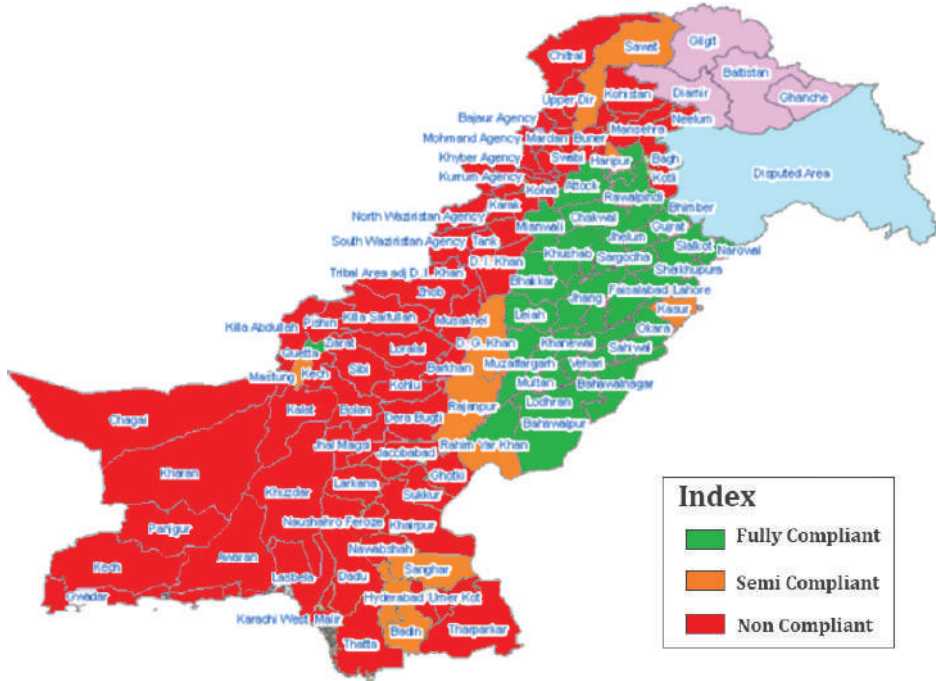 Gilgit
Sawat
Chitral
Baltistan
Diamir
Ghanche
Kohistan
Upper Dir
Neelum
Bajaur Agency
Mansehra
Mohmand Agency
Mardan
Buner
Khyber Agency
Swabi
Haripur
Bagh
Disputed Area
Kurrum Agency
Kohat
Attock
Kotli
Rawalpindi
Karak
Bhimber
North Waziristan Agency
Mianwali
Chakwal
Gujrat
Jhelum
South Waziristan Agency
Tank
Sialkot
Narowal
Khushab
Sargodha
D. I. Khan
Sheikhupura
Tribal Area adj D. I. Khan
Bhakkar
Zhob
Faisalabad
Lahore
Jhang
Kasur
Leiah
Killa Saifullah
Musakhel
Pishin
Killa Abdullah
Okara
Ziarat
D. G. Khan
Khanewal
Sahiwal
Quetta
Loralai
Muzaffargarh
Vehari
Barkhan
Sibi
Kech
Mastung
Multan
Bahawalnagar
Kohlu
Lodhran
Rajanpur
Kalat
Bolan
Dera Bugti
Chagai
Bahawalpur
Jhal Magsi
Rahim Yar Khan
Jacobabad
Kharan
Ghotki
Larkana
Khuzdar
Sukkur
Index
Panjgur
Naushahro Feroze
Khairpur
Fully Compliant
Awaran
Nawabshah
Kech
Sanghar
Lasbela
Dadu
Semi Compliant
Gwadar
Hyderabad
Umer Kot
Karachi West
Malir
Badin
Tharparkar
Non Compliant
Thatta